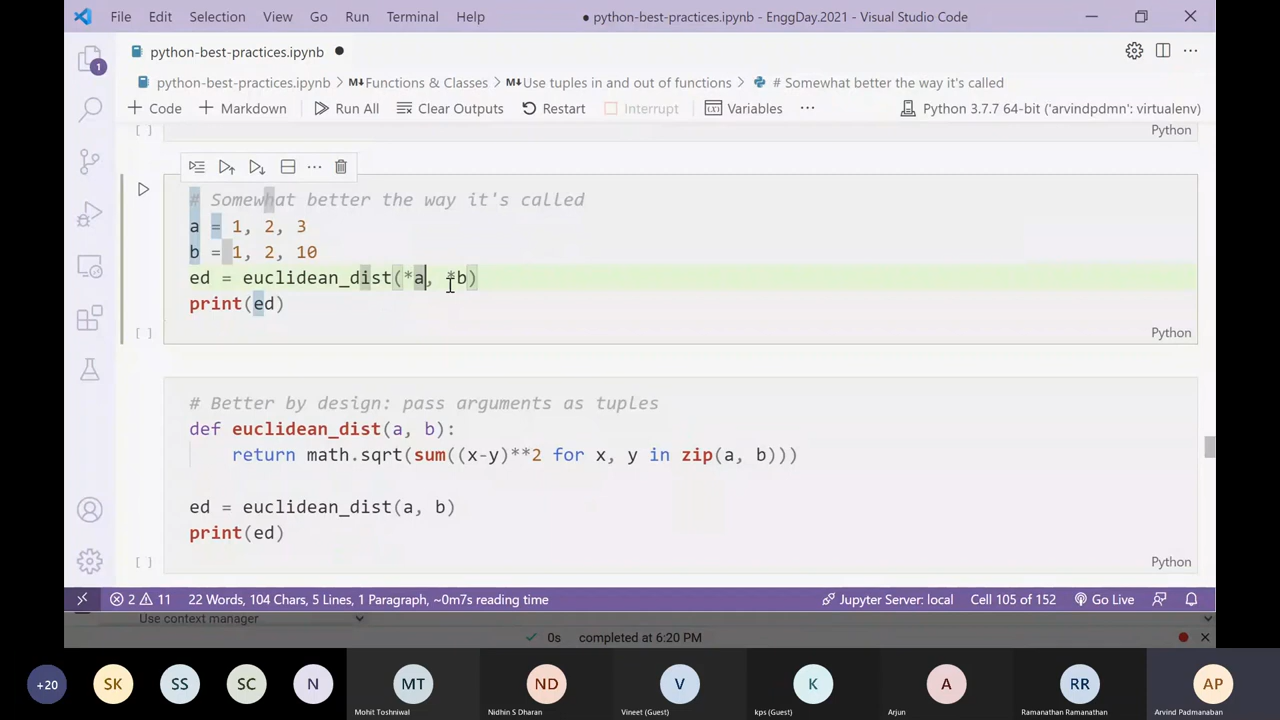 File Edit Selection View Go Run Terminal Help ● python-best-practices.ipynb - EnggDay.2021 - Visual Studio Code
python-best-practices.ipynb ●
python-best-practices.ipynb > M↓Functions & Classes > M↓Use tuples in and out of functions > # Somewhat better the way it's called
+ Code + Markdown Run All Clear Outputs Restart Interrupt Variables ··· Python 3.7.7 64-bit ('arvindpdmn': virtualenv)
[ ] Python
# Somewhat better the way it's called
a = 1, 2, 3
b = 1, 2, 10
ed = euclidean_dist(*a, *b)
print(ed)
[ ] Python
# Better by design: pass arguments as tuples
def euclidean_dist(a, b):
return math.sqrt(sum((x-y)**2 for x, y in zip(a, b)))
ed = euclidean_dist(a, b)
print(ed)
[ ] Python
1
2 11 22 Words, 104 Chars, 5 Lines, 1 Paragraph, ~0m7s reading time Jupyter Server: local Cell 105 of 152 Go Live
Use context manager
0s completed at 6:20 PM
+20 SK SS SC N MT ND V K A RR AP
Mohit Toshniwal Nidhin S Dharan Vineet (Guest) kps (Guest) Arjun Ramanathan Ramanathan Arvind Padmanaban